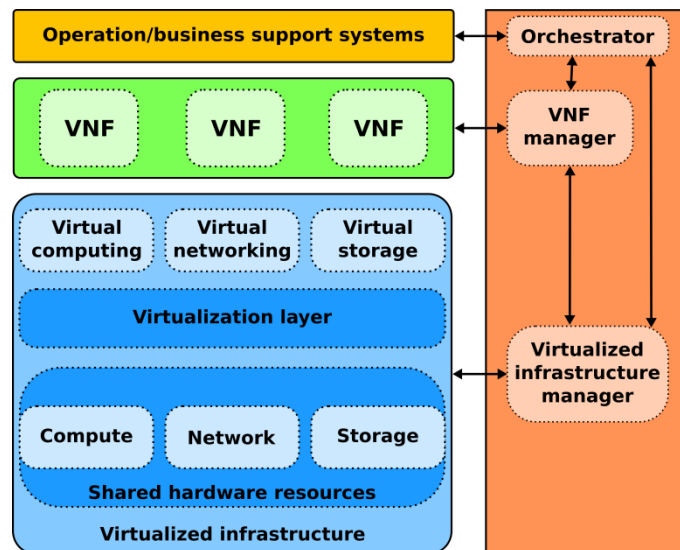 Operation/business support systems
Orchestrator
VNF
VNF
VNF
VNF
manager
Virtual
computing
Virtual
networking
Virtual
storage
Virtualization layer
Virtualized
infrastructure
manager
Compute
Network
Storage
Shared hardware resources
Virtualized infrastructure